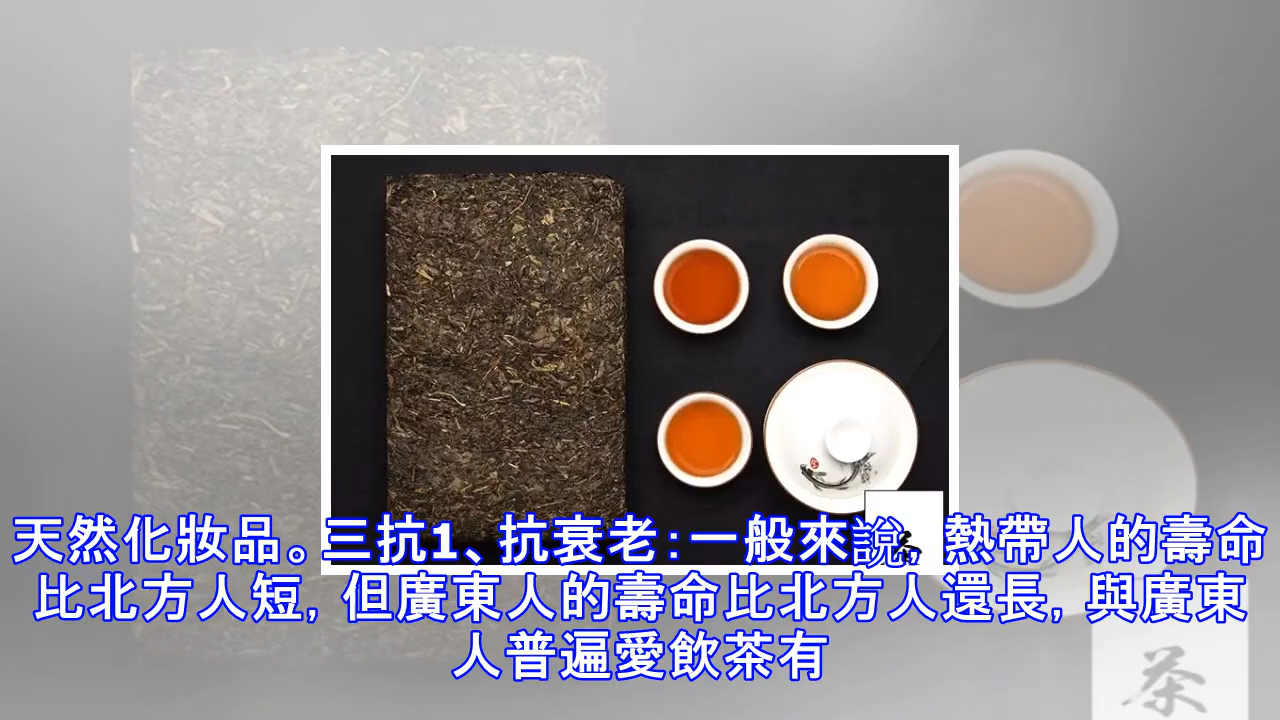 天然化妝品。三抗1、抗衰老：一般來說，熱帶人的壽命
比北方人短，但廣東人的壽命比北方人還長，與廣東
人普遍愛飲茶有
茶